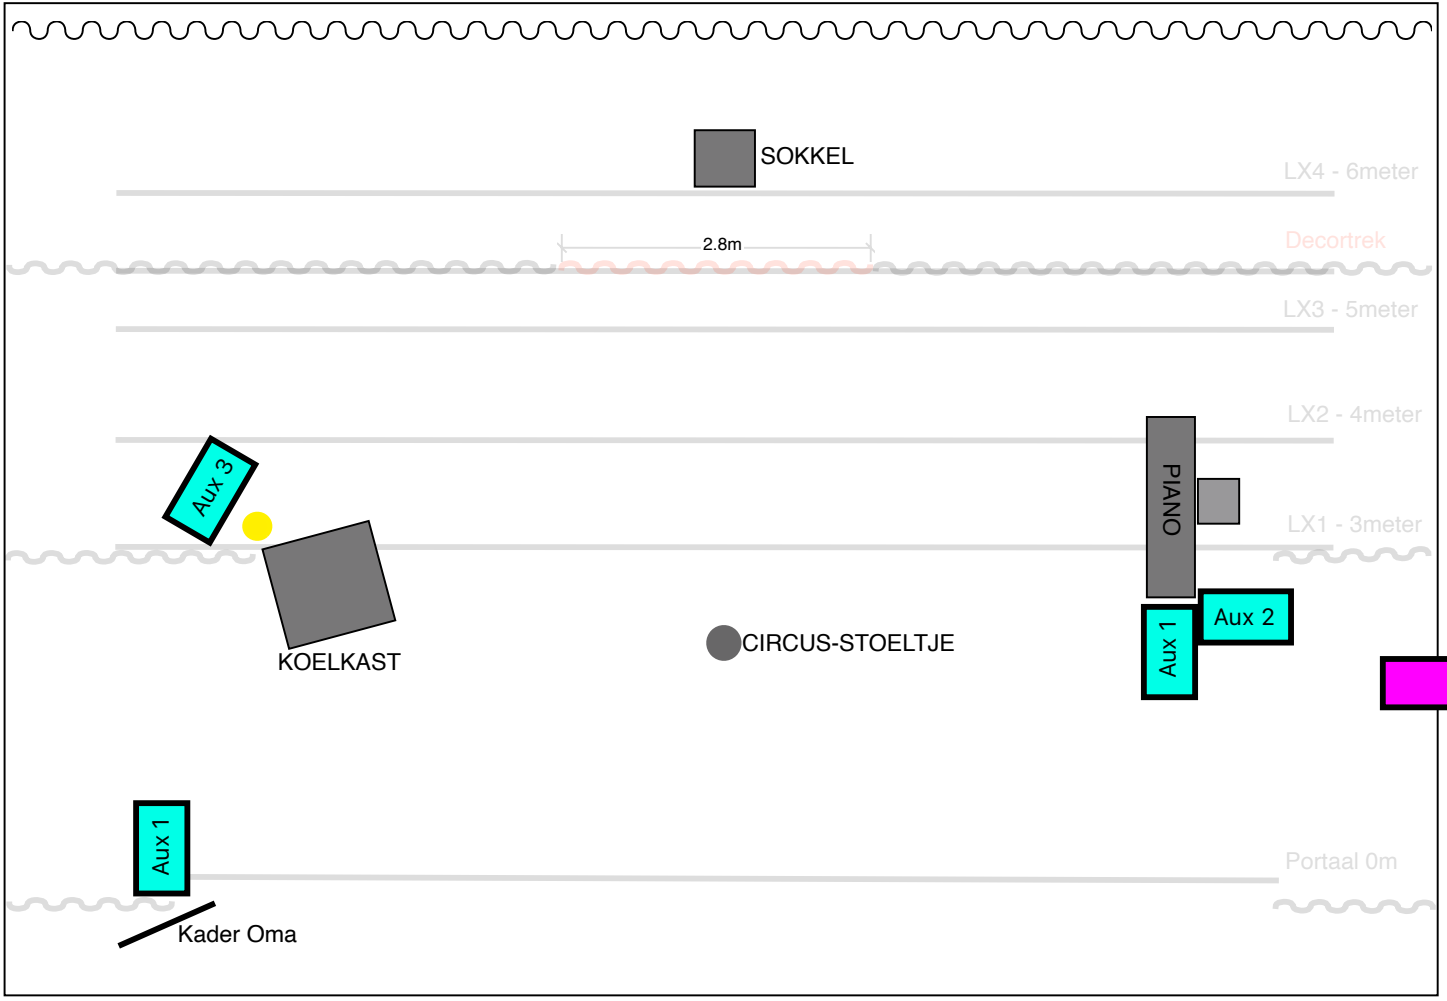 SOKKEL
LX4 - 6meter
2.8m
Decortrek
LX3 - 5meter
LX2 - 4meter
Aux 3
PIANO
LX1 - 3meter
Aux 2
KOELKAST
CIRCUS-STOELTJE
Aux 1
Aux 1
Portaal 0m
Kader Oma